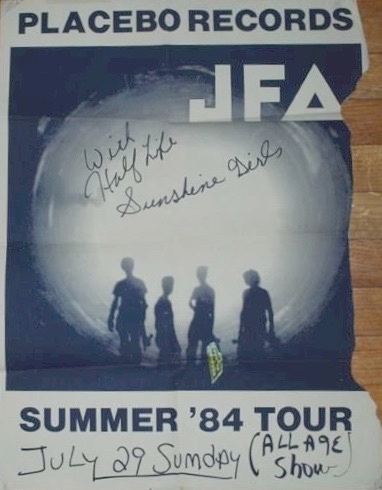 PLACEBO RECORDS
JFA
With
Half Life
Sunshine Girls
SUMMER '84 TOUR
JULY 29 SUNDAY (ALL AGE
Show)